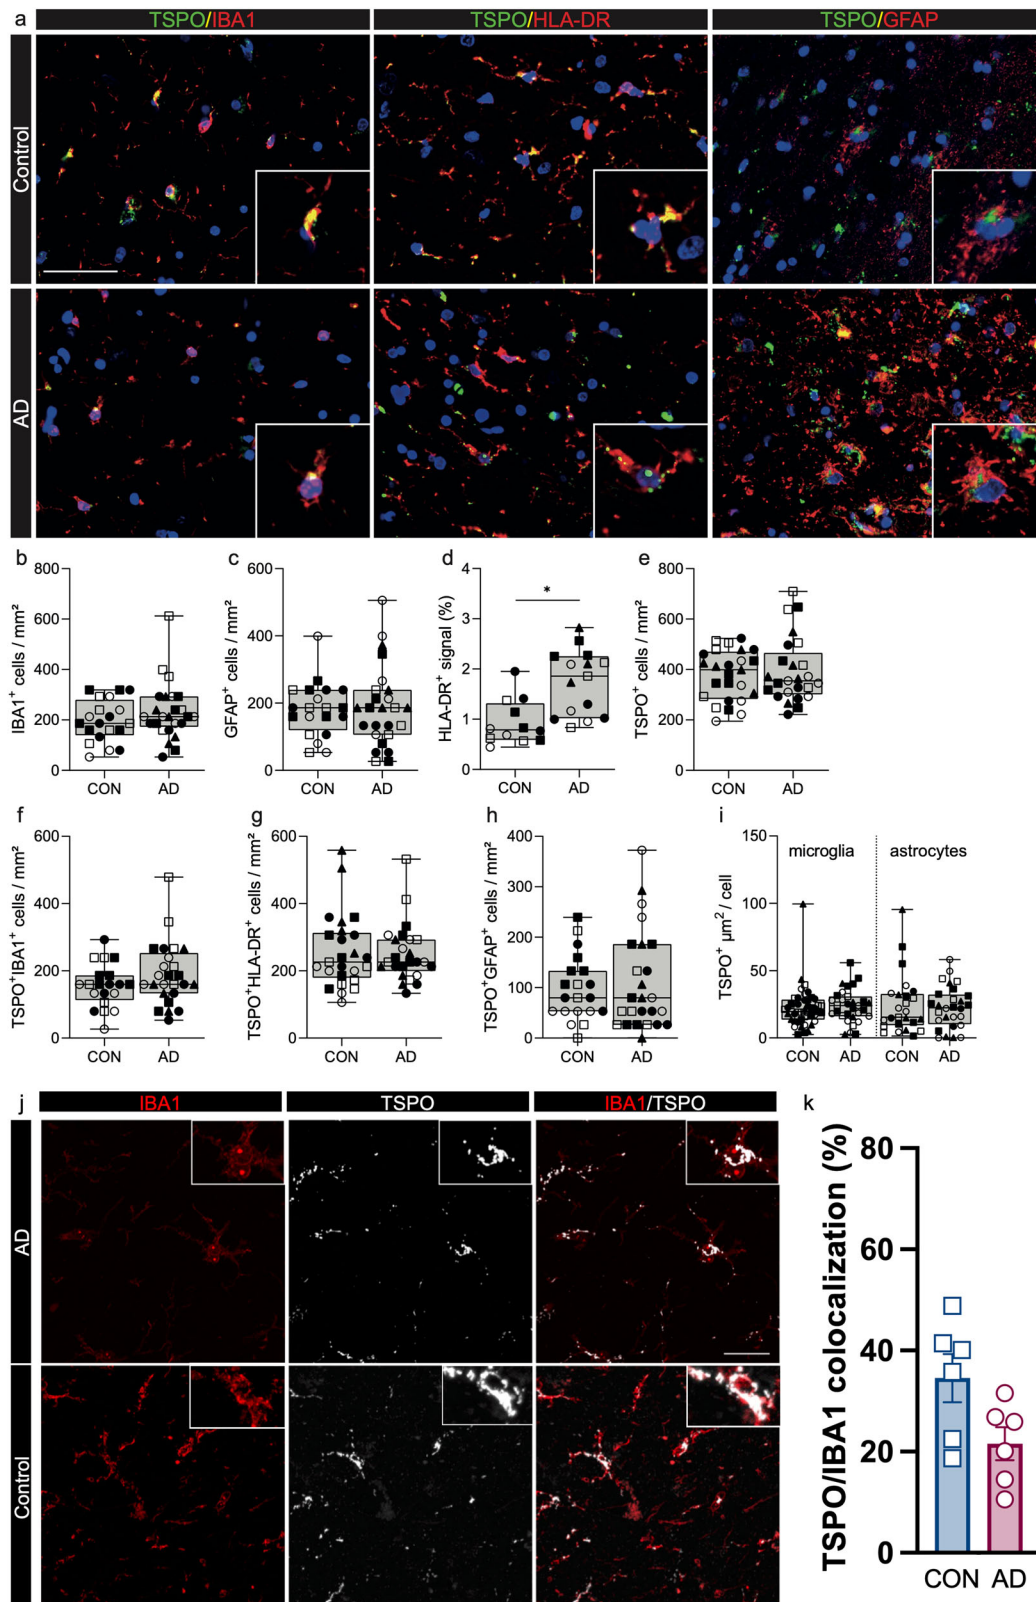 a
TSPO/IBA1
TSPO/HLA-DR
TSPO/GFAP
Control
AD
b
IBA1⁺ cells / mm²
800
600
400
200
0
CON AD
c
GFAP⁺ cells / mm²
600
400
200
0
CON AD
d
HLA-DR⁺ signal (%)
4
3
2
1
0
*
CON AD
e
TSPO⁺ cells / mm²
800
600
400
200
0
CON AD
f
TSPO⁺IBA1⁺ cells / mm²
600
400
200
0
CON AD
g
TSPO⁺HLA-DR⁺ cells / mm²
600
400
200
0
CON AD
h
TSPO⁺GFAP⁺ cells / mm²
400
300
200
100
0
CON AD
i
TSPO⁺ µm² / cell
150
100
50
0
microglia
astrocytes
CON AD CON AD
j
IBA1
TSPO
IBA1/TSPO
AD
Control
k
TSPO/IBA1 colocalization (%)
80
60
40
20
0
CON AD